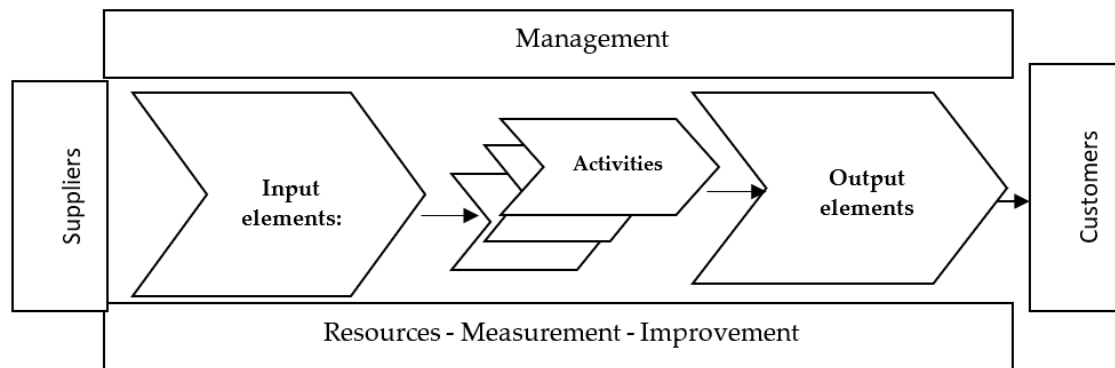 Management
Suppliers
Input
elements:
Activities
Output
elements
Customers
Resources - Measurement - Improvement